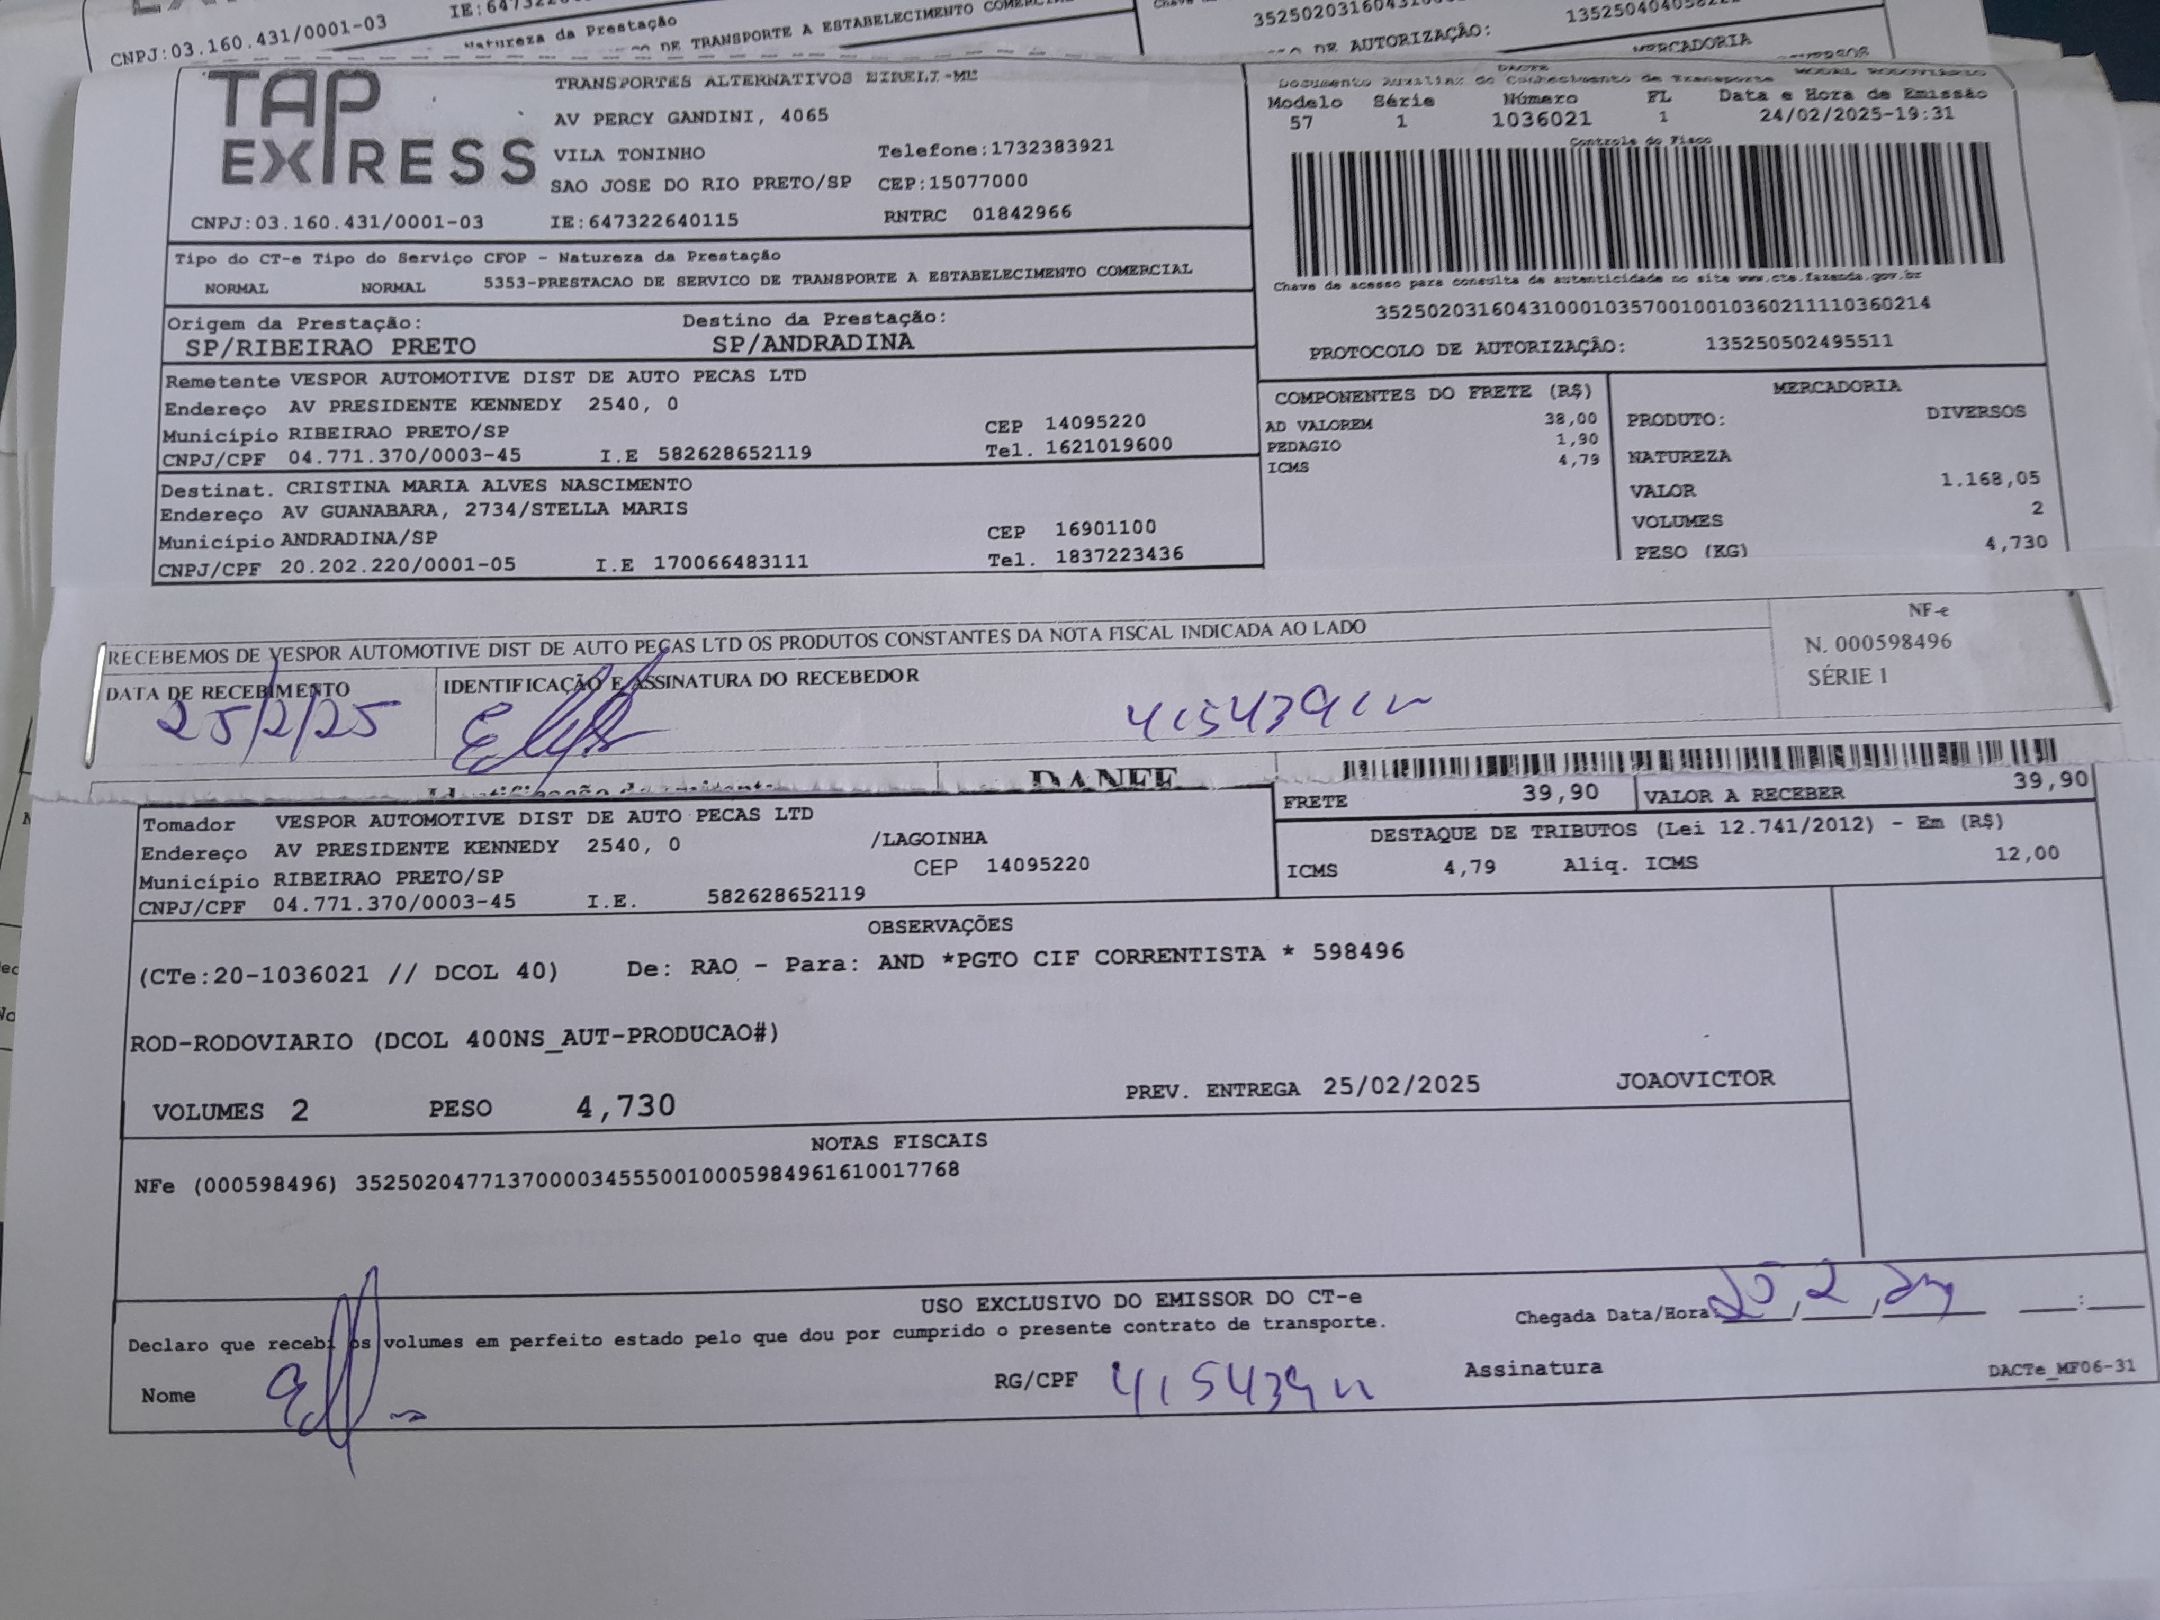 CNPJ:03.160.431/0001-03
Natureza da Prestação
DE TRANSPORTE A ESTABELECIMENTO
DE AUTORIZAÇÃO:
MERCADORIA
TAP EXPRESS
TRANSPORTES ALTERNATIVOS EIRELI-ME
AV PERCY GANDINI, 4065
VILA TONINHO Telefone:1732383921
SAO JOSE DO RIO PRETO/SP CEP:15077000
CNPJ:03.160.431/0001-03 IE:647322640115 RNTRC 01842966
DACTE
Documento Auxiliar do Conhecimento de Transporte MODAL RODOVIÁRIO
Modelo Série Número FL Data e Hora de Emissão
57 1 1036021 1 24/02/2025-19:31
Controle do Fisco
Chave de acesso para consulta de autenticidade no site www.cte.fazenda.gov.br
35250203160431000103570010010360211110360214
PROTOCOLO DE AUTORIZAÇÃO: 135250502495511
Tipo do CT-e Tipo do Serviço CFOP - Natureza da Prestação
NORMAL NORMAL 5353-PRESTACAO DE SERVICO DE TRANSPORTE A ESTABELECIMENTO COMERCIAL
Origem da Prestação: Destino da Prestação:
SP/RIBEIRAO PRETO SP/ANDRADINA
Remetente VESPOR AUTOMOTIVE DIST DE AUTO PECAS LTD
Endereço AV PRESIDENTE KENNEDY 2540, 0
Município RIBEIRAO PRETO/SP CEP 14095220
CNPJ/CPF 04.771.370/0003-45 I.E 582628652119 Tel. 1621019600
Destinat. CRISTINA MARIA ALVES NASCIMENTO
Endereço AV GUANABARA, 2734/STELLA MARIS
Município ANDRADINA/SP CEP 16901100
CNPJ/CPF 20.202.220/0001-05 I.E 170066483111 Tel. 1837223436
COMPONENTES DO FRETE (R$)
AD VALOREM 38,00
PEDAGIO 1,90
ICMS 4,79
MERCADORIA
PRODUTO: DIVERSOS
NATUREZA
VALOR 1.168,05
VOLUMES 2
PESO (KG) 4,730
RECEBEMOS DE VESPOR AUTOMOTIVE DIST DE AUTO PEÇAS LTD OS PRODUTOS CONSTANTES DA NOTA FISCAL INDICADA AO LADO
NF-e
N. 000598496
SÉRIE 1
DATA DE RECEBIMENTO IDENTIFICAÇÃO E ASSINATURA DO RECEBEDOR
25/2/25
DANFE
FRETE 39,90 VALOR A RECEBER 39,90
Tomador VESPOR AUTOMOTIVE DIST DE AUTO PECAS LTD
Endereço AV PRESIDENTE KENNEDY 2540, 0 /LAGOINHA
Município RIBEIRAO PRETO/SP CEP 14095220
CNPJ/CPF 04.771.370/0003-45 I.E. 582628652119
DESTAQUE DE TRIBUTOS (Lei 12.741/2012) - Em (R$)
ICMS 4,79 Aliq. ICMS 12,00
OBSERVAÇÕES
(CTe:20-1036021 // DCOL 40) De: RAO - Para: AND *PGTO CIF CORRENTISTA * 598496
ROD-RODOVIARIO (DCOL 400NS_AUT-PRODUCAO#)
VOLUMES 2 PESO 4,730 PREV. ENTREGA 25/02/2025 JOAOVICTOR
NOTAS FISCAIS
NFe (000598496) 35250204771370000345550010005984961610017768
USO EXCLUSIVO DO EMISSOR DO CT-e
Declaro que recebi os volumes em perfeito estado pelo que dou por cumprido o presente contrato de transporte.
Chegada Data/Hora:
Nome RG/CPF Assinatura
DACTe_MF06-31